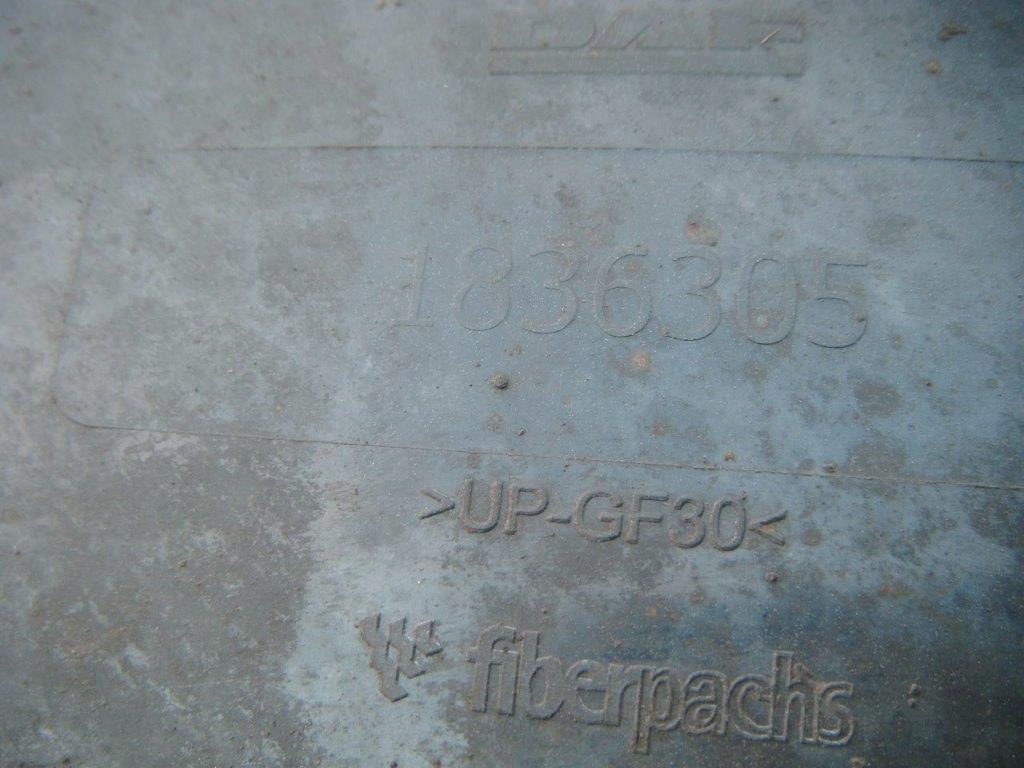 DAF
1836305
>UP-GF30<
fiberpachs